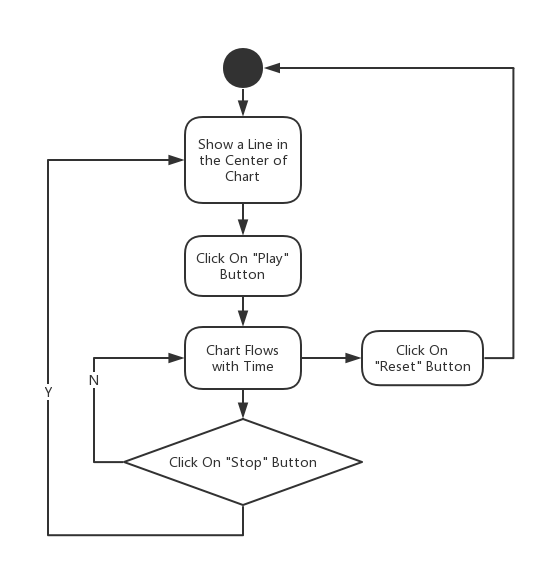 Show a Line in
the Center of
Chart
Click On "Play"
Button
Chart Flows
with Time
Click On
"Reset" Button
N
Y
Click On "Stop" Button